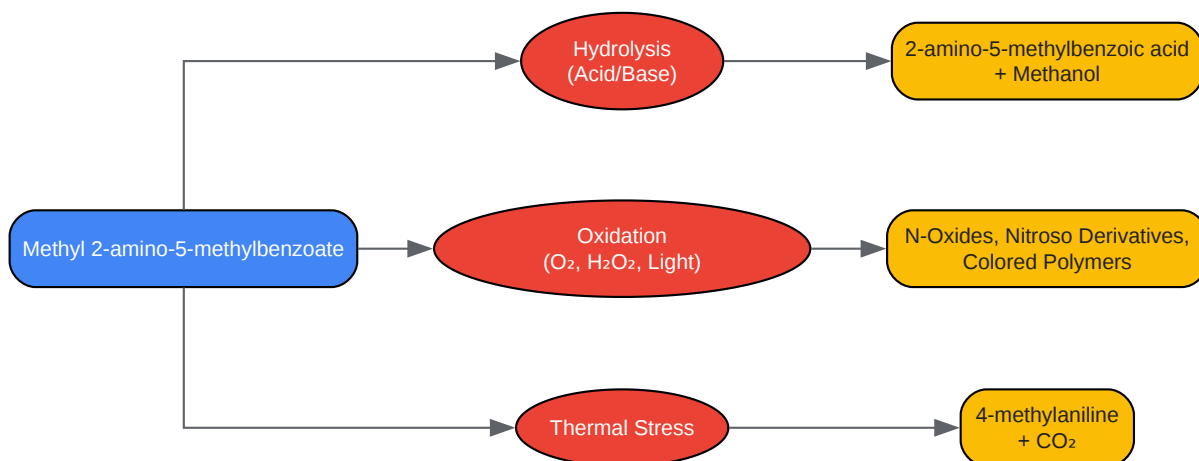 Hydrolysis
(Acid/Base)
2-amino-5-methylbenzoic acid
+ Methanol
Methyl 2-amino-5-methylbenzoate
Oxidation
(O₂, H₂O₂, Light)
N-Oxides, Nitroso Derivatives,
Colored Polymers
Thermal Stress
4-methylaniline
+ CO₂